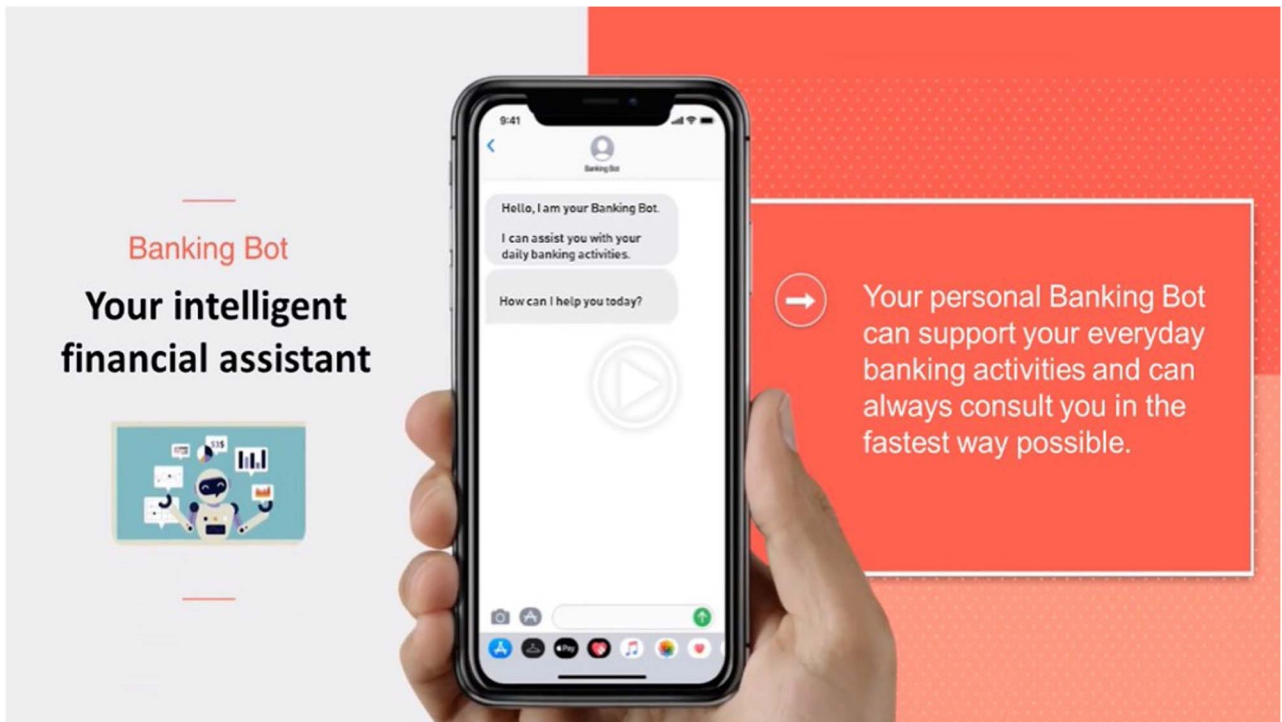 Banking Bot
Your intelligent
financial assistant
53$
9:41
Banking Bot
Hello, I am your Banking Bot.
I can assist you with your
daily banking activities.
How can I help you today?
Pay
Your personal Banking Bot
can support your everyday
banking activities and can
always consult you in the
fastest way possible.